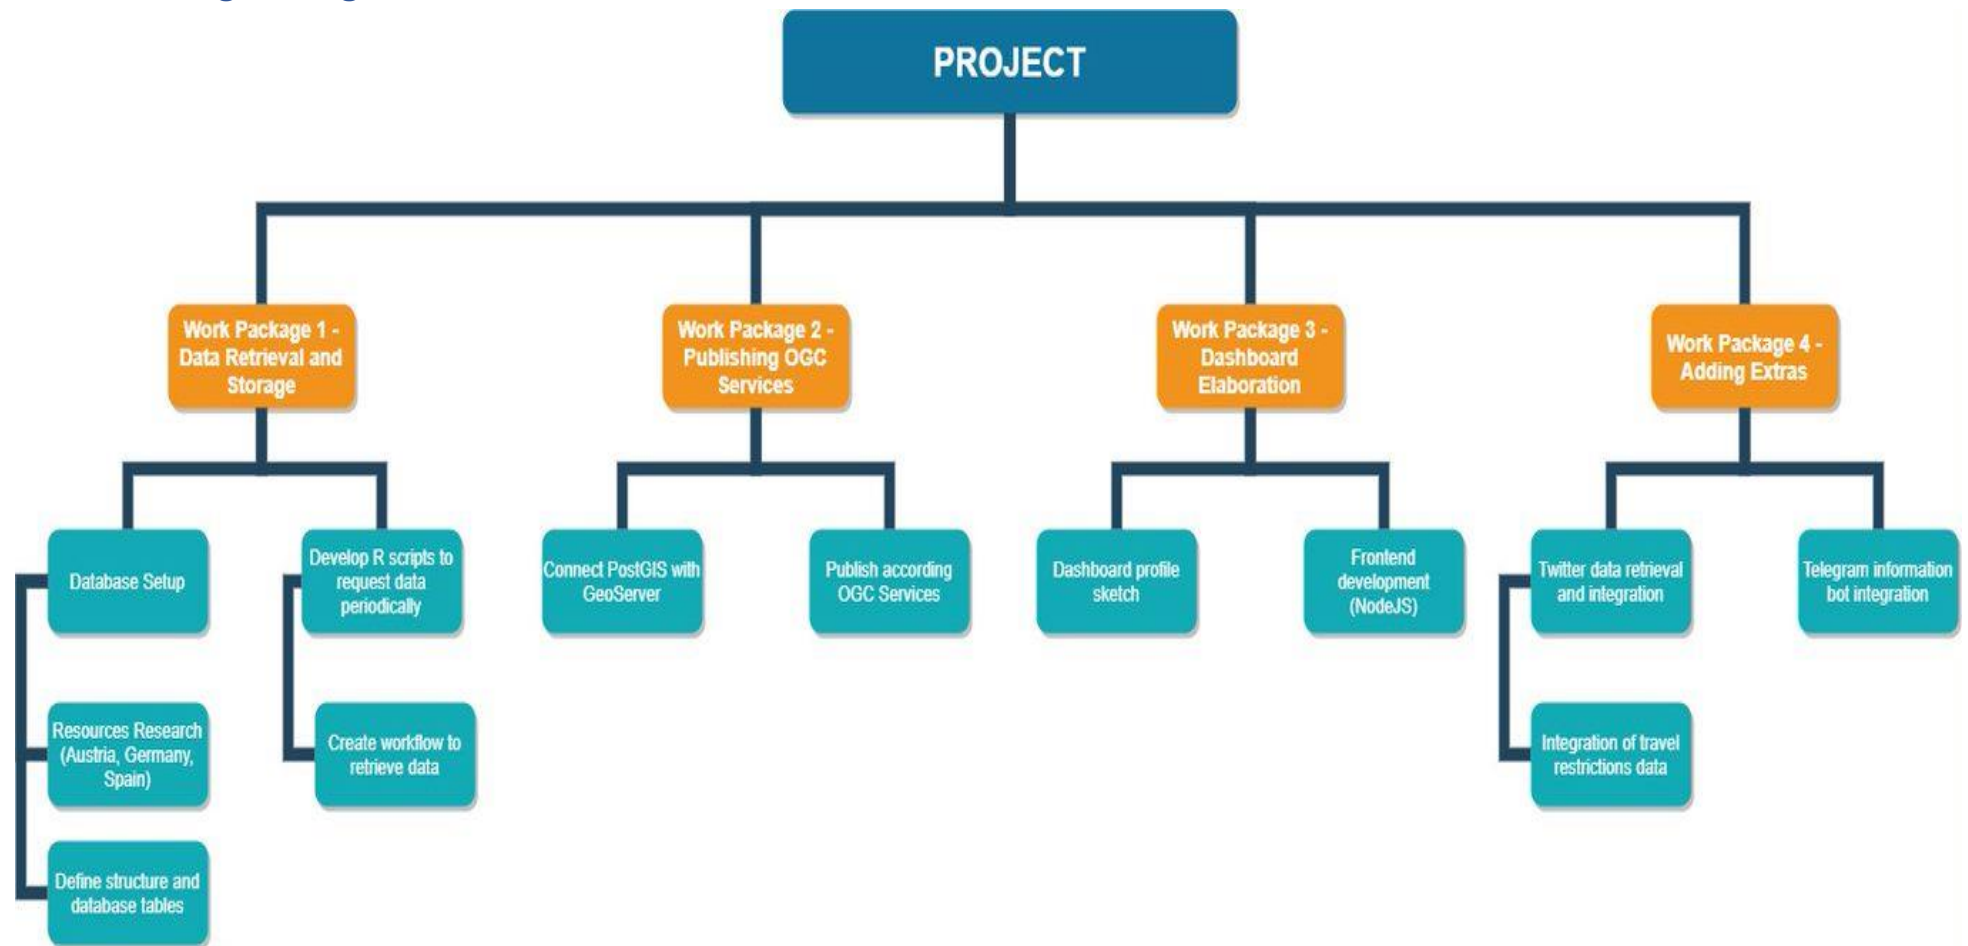 PROJECT
Work Package 1 -
Data Retrieval and
Storage
Work Package 2 -
Publishing OGC
Services
Work Package 3 -
Dashboard
Elaboration
Work Package 4 -
Adding Extras
Database Setup
Develop R scripts to
request data
periodically
Connect PostGIS with
GeoServer
Publish according
OGC Services
Dashboard profile
sketch
Frontend
development
(NodeJS)
Twitter data retrieval
and integration
Telegram information
bot integration
Resources Research
(Austria, Germany,
Spain)
Create workflow to
retrieve data
Integration of travel
restrictions data
Define structure and
database tables